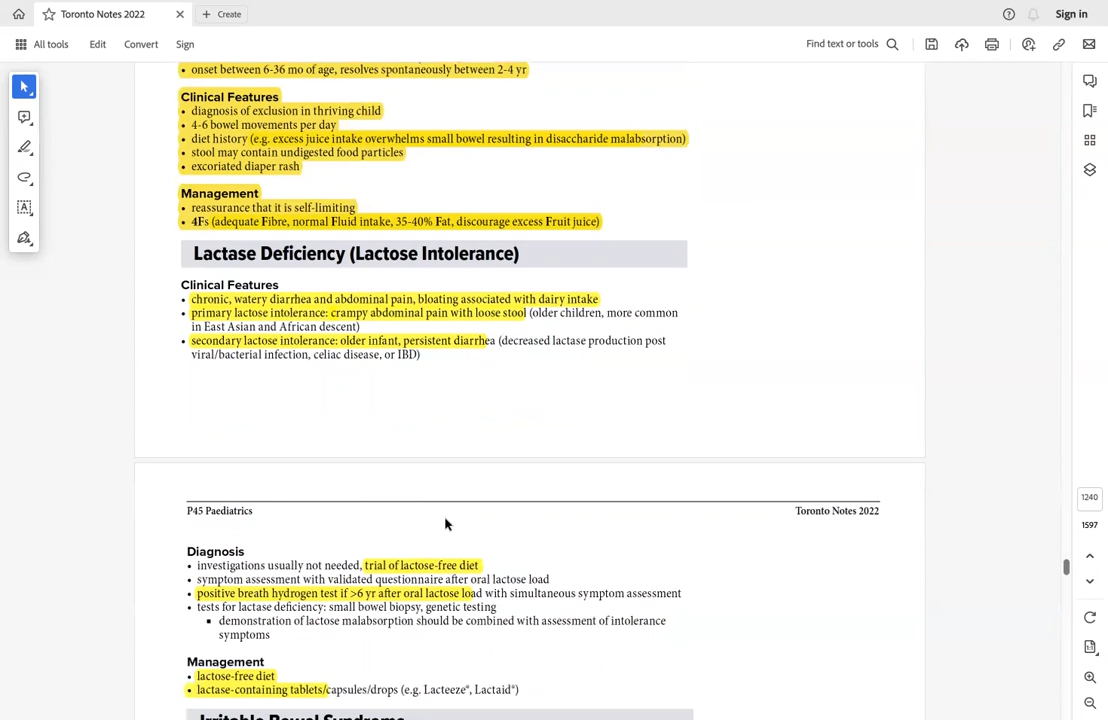 Toronto Notes 2022
Create
Sign in
All tools
Edit
Convert
Sign
Find text or tools
• onset between 6-36 mo of age, resolves spontaneously between 2-4 yr
Clinical Features
• diagnosis of exclusion in thriving child
• 4-6 bowel movements per day
• diet history (e.g. excess juice intake overwhelms small bowel resulting in disaccharide malabsorption)
• stool may contain undigested food particles
• excoriated diaper rash
Management
• reassurance that it is self-limiting
• 4Fs (adequate Fibre, normal Fluid intake, 35-40% Fat, discourage excess Fruit juice)
Lactase Deficiency (Lactose Intolerance)
Clinical Features
• chronic, watery diarrhea and abdominal pain, bloating associated with dairy intake
• primary lactose intolerance: crampy abdominal pain with loose stool (older children, more common
in East Asian and African descent)
• secondary lactose intolerance: older infant, persistent diarrhea (decreased lactase production post
viral/bacterial infection, celiac disease, or IBD)
P45 Paediatrics
Toronto Notes 2022
Diagnosis
• investigations usually not needed, trial of lactose-free diet
• symptom assessment with validated questionnaire after oral lactose load
• positive breath hydrogen test if >6 yr after oral lactose load with simultaneous symptom assessment
• tests for lactase deficiency: small bowel biopsy, genetic testing
▪ demonstration of lactose malabsorption should be combined with assessment of intolerance
symptoms
Management
• lactose-free diet
• lactase-containing tablets/capsules/drops (e.g. Lacteeze®, Lactaid®)
Irritable Bowel Syndrome
1240
1597